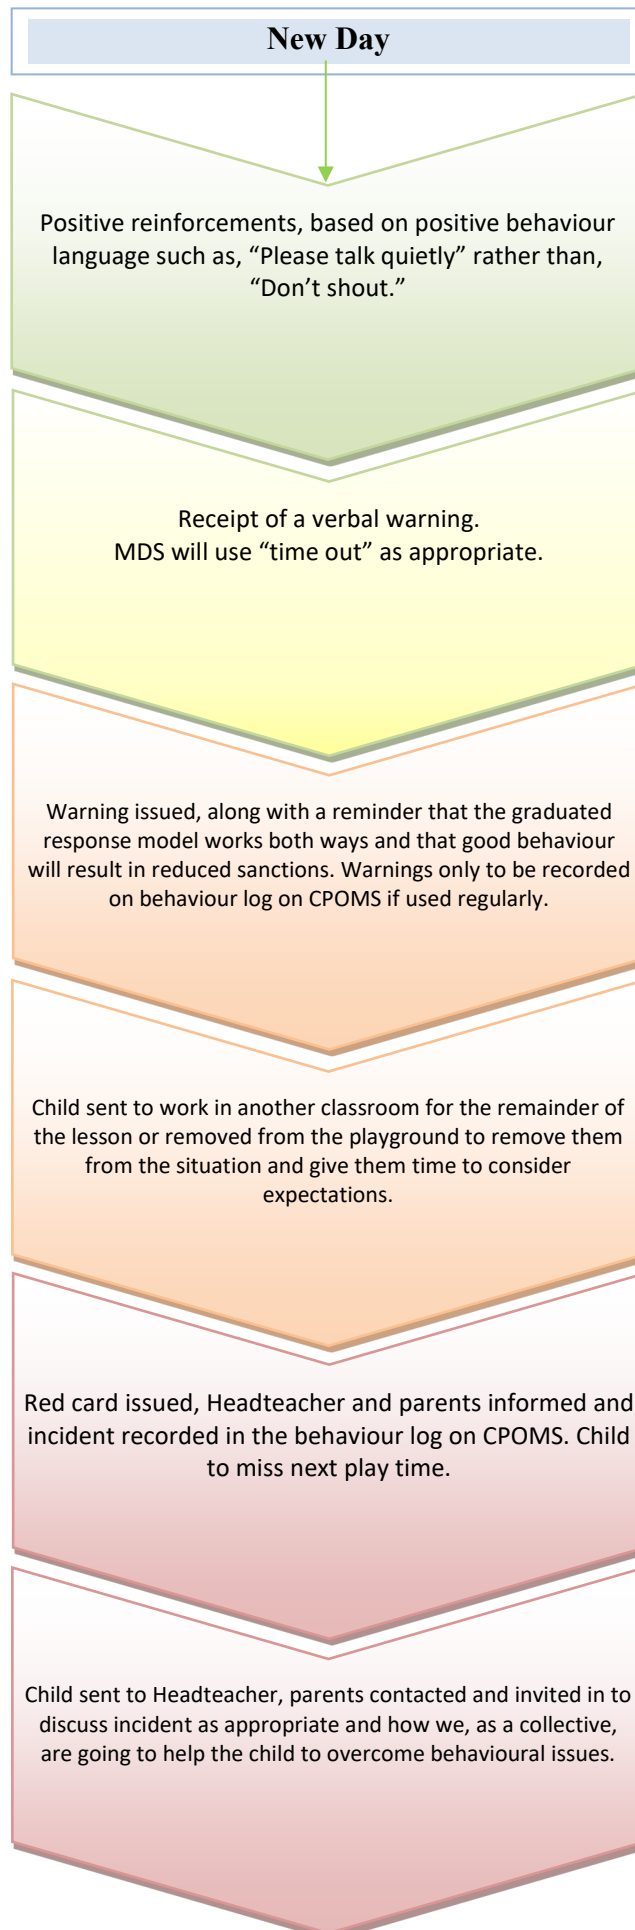 New Day
Positive reinforcements, based on positive behaviour
language such as, “Please talk quietly” rather than,
“Don’t shout.”
Receipt of a verbal warning.
MDS will use “time out” as appropriate.
Warning issued, along with a reminder that the graduated
response model works both ways and that good behaviour
will result in reduced sanctions. Warnings only to be recorded
on behaviour log on CPOMS if used regularly.
Child sent to work in another classroom for the remainder of
the lesson or removed from the playground to remove them
from the situation and give them time to consider
expectations.
Red card issued, Headteacher and parents informed and
incident recorded in the behaviour log on CPOMS. Child
to miss next play time.
Child sent to Headteacher, parents contacted and invited in to
discuss incident as appropriate and how we, as a collective,
are going to help the child to overcome behavioural issues.